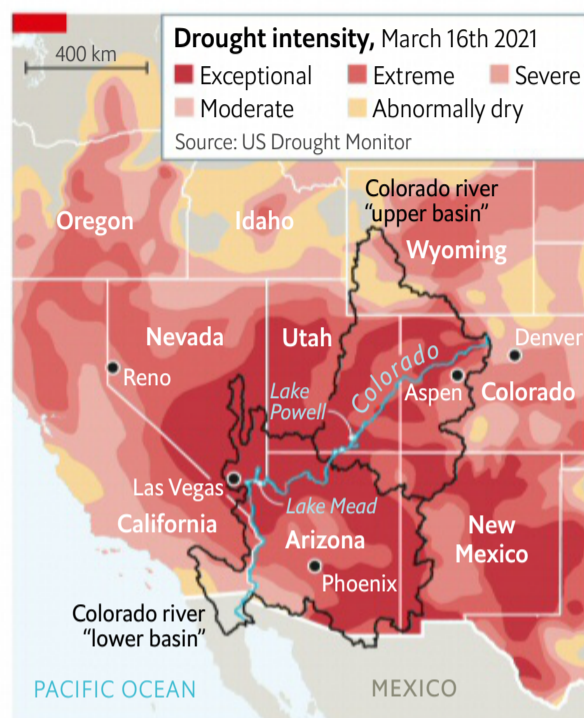 400 km
Drought intensity, March 16th 2021
Exceptional Extreme Severe
Moderate Abnormally dry
Source: US Drought Monitor
Colorado river
“upper basin”
Oregon
Idaho
Wyoming
Nevada
Utah
Colorado
Denver
Reno
Lake
Powell
Aspen
Colorado
Las Vegas
Lake Mead
California
Arizona
New
Mexico
Phoenix
Colorado river
“lower basin”
PACIFIC OCEAN
MEXICO